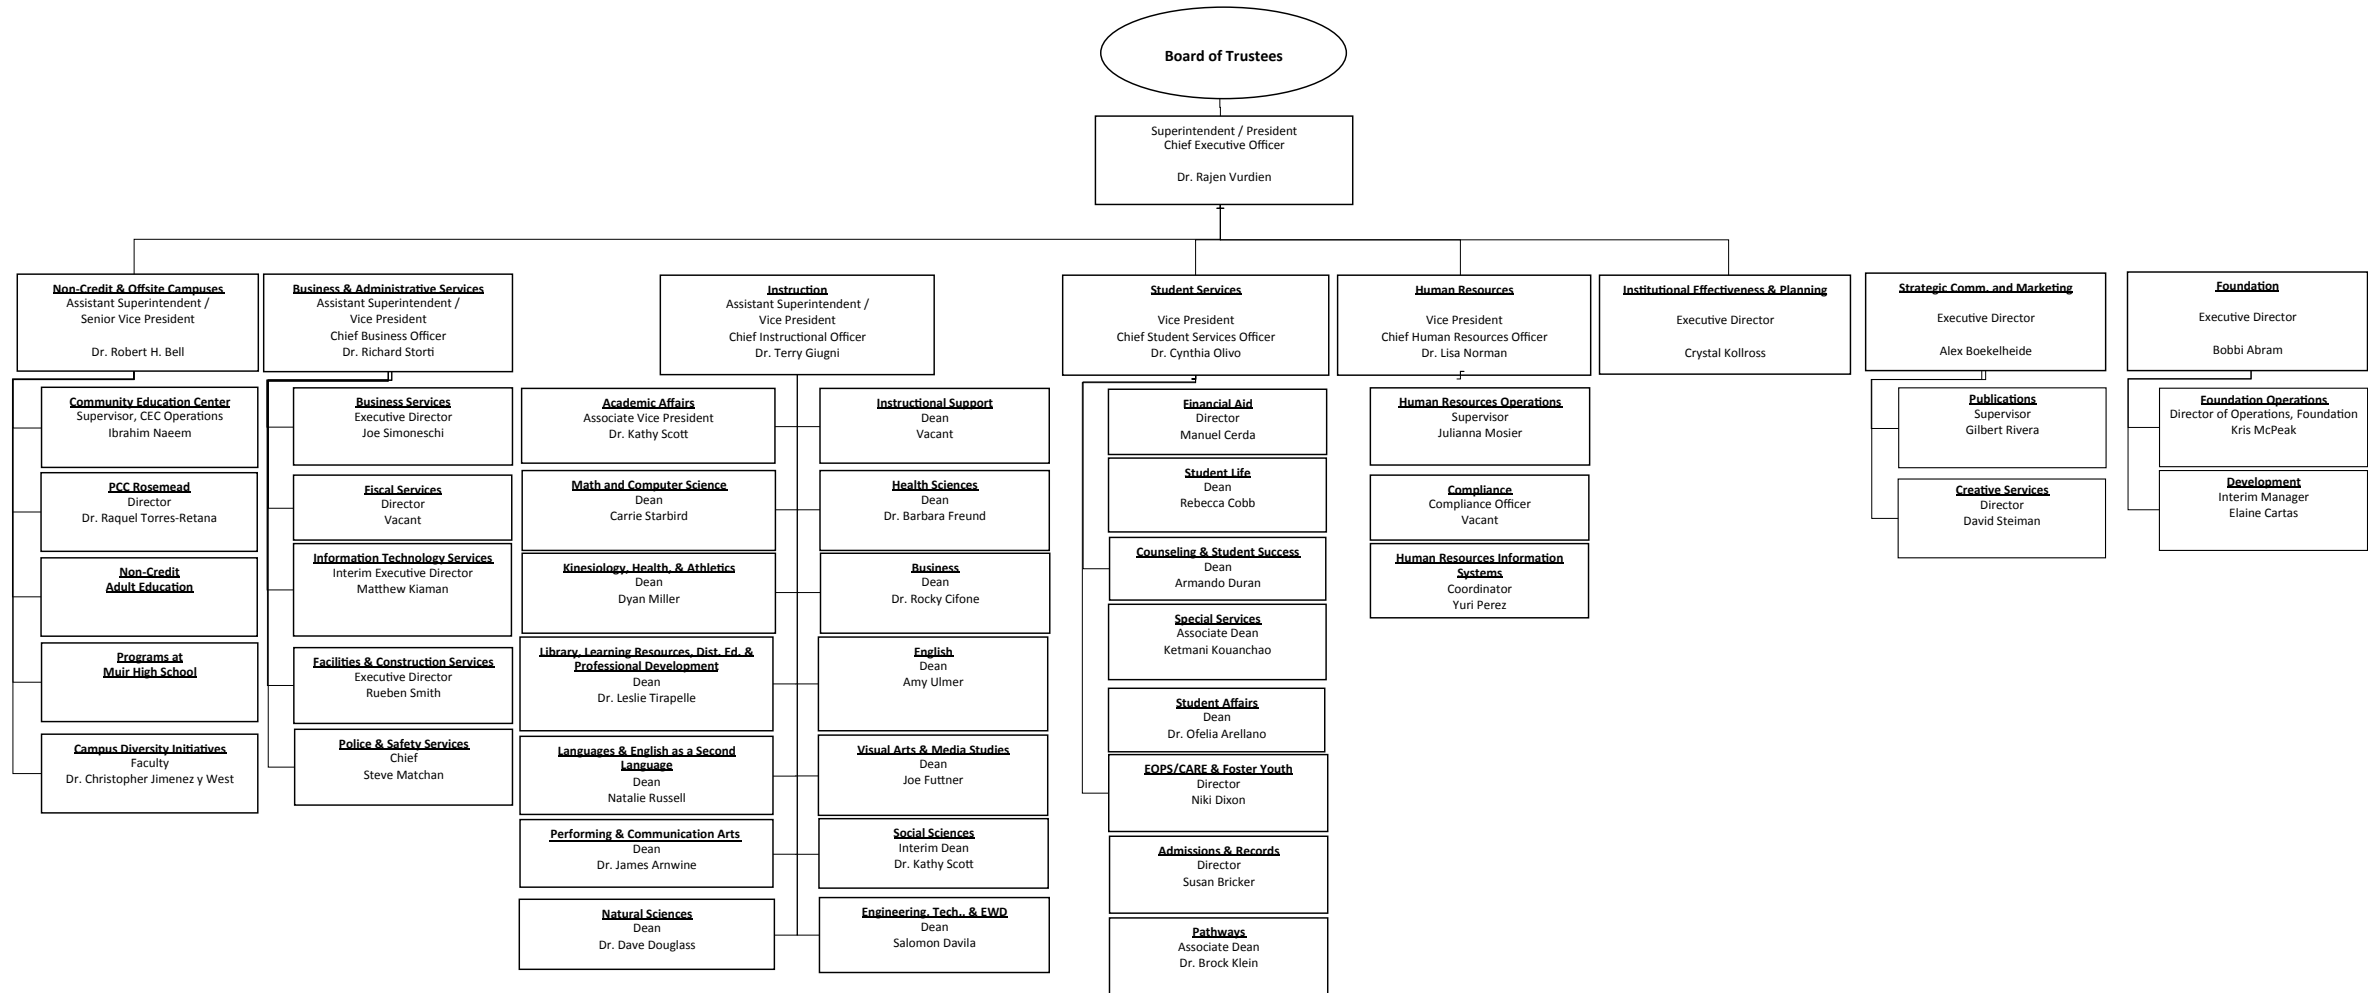 Board of Trustees
Superintendent / President
Chief Executive Officer
Dr. Rajen Vurdien
Non-Credit & Offsite Campuses
Assistant Superintendent /
Senior Vice President
Dr. Robert H. Bell
Business & Administrative Services
Assistant Superintendent /
Vice President
Chief Business Officer
Dr. Richard Storti
Instruction
Assistant Superintendent /
Vice President
Chief Instructional Officer
Dr. Terry Giugni
Student Services
Vice President
Chief Student Services Officer
Dr. Cynthia Olivo
Human Resources
Vice President
Chief Human Resources Officer
Dr. Lisa Norman
Institutional Effectiveness & Planning
Executive Director
Crystal Kollross
Strategic Comm. and Marketing
Executive Director
Alex Boekelheide
Foundation
Executive Director
Bobbi Abram
Community Education Center
Supervisor, CEC Operations
Ibrahim Naeem
PCC Rosemead
Director
Dr. Raquel Torres-Retana
Non-Credit
Adult Education
Programs at
Muir High School
Campus Diversity Initiatives
Faculty
Dr. Christopher Jimenez y West
Business Services
Executive Director
Joe Simoneschi
Fiscal Services
Director
Vacant
Information Technology Services
Interim Executive Director
Matthew Kiaman
Facilities & Construction Services
Executive Director
Rueben Smith
Police & Safety Services
Chief
Steve Matchan
Academic Affairs
Associate Vice President
Dr. Kathy Scott
Math and Computer Science
Dean
Carrie Starbird
Kinesiology, Health, & Athletics
Dean
Dyan Miller
Library, Learning Resources, Dist. Ed. &
Professional Development
Dean
Dr. Leslie Tirapelle
Languages & English as a Second
Language
Dean
Natalie Russell
Performing & Communication Arts
Dean
Dr. James Arnwine
Natural Sciences
Dean
Dr. Dave Douglass
Instructional Support
Dean
Vacant
Health Sciences
Dean
Dr. Barbara Freund
Business
Dean
Dr. Rocky Cifone
English
Dean
Amy Ulmer
Visual Arts & Media Studies
Dean
Joe Futtner
Social Sciences
Interim Dean
Dr. Kathy Scott
Engineering, Tech., & EWD
Dean
Salomon Davila
Financial Aid
Director
Manuel Cerda
Student Life
Dean
Rebecca Cobb
Counseling & Student Success
Dean
Armando Duran
Special Services
Associate Dean
Ketmani Kouanchao
Student Affairs
Dean
Dr. Ofelia Arellano
EOPS/CARE & Foster Youth
Director
Niki Dixon
Admissions & Records
Director
Susan Bricker
Pathways
Associate Dean
Dr. Brock Klein
Human Resources Operations
Supervisor
Julianna Mosier
Compliance
Compliance Officer
Vacant
Human Resources Information
Systems
Coordinator
Yuri Perez
Publications
Supervisor
Gilbert Rivera
Creative Services
Director
David Steiman
Foundation Operations
Director of Operations, Foundation
Kris McPeak
Development
Interim Manager
Elaine Cartas